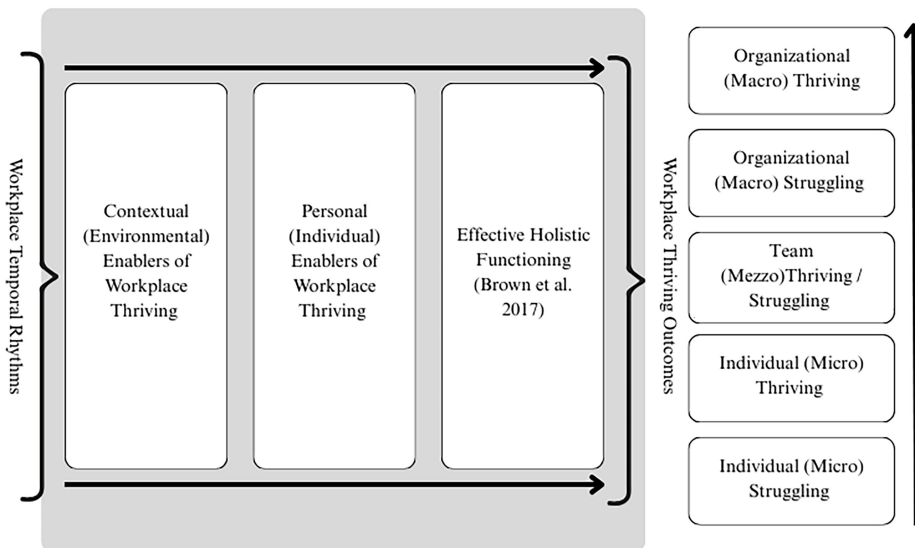 Workplace Temporal Rhythms
Contextual
(Environmental)
Enablers of
Workplace
Thriving
Personal
(Individual)
Enablers of
Workplace
Thriving
Effective Holistic
Functioning
(Brown et al.
2017)
Workplace Thriving Outcomes
Organizational
(Macro) Thriving
Organizational
(Macro) Struggling
Team
(Mezzo)Thriving /
Struggling
Individual (Micro)
Thriving
Individual (Micro)
Struggling